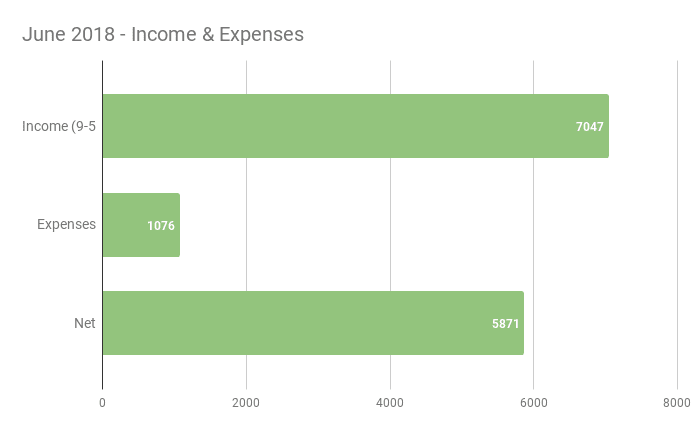 June 2018 - Income & Expenses
Income (9-5
7047
Expenses
1076
Net
5871
0 2000 4000 6000 8000